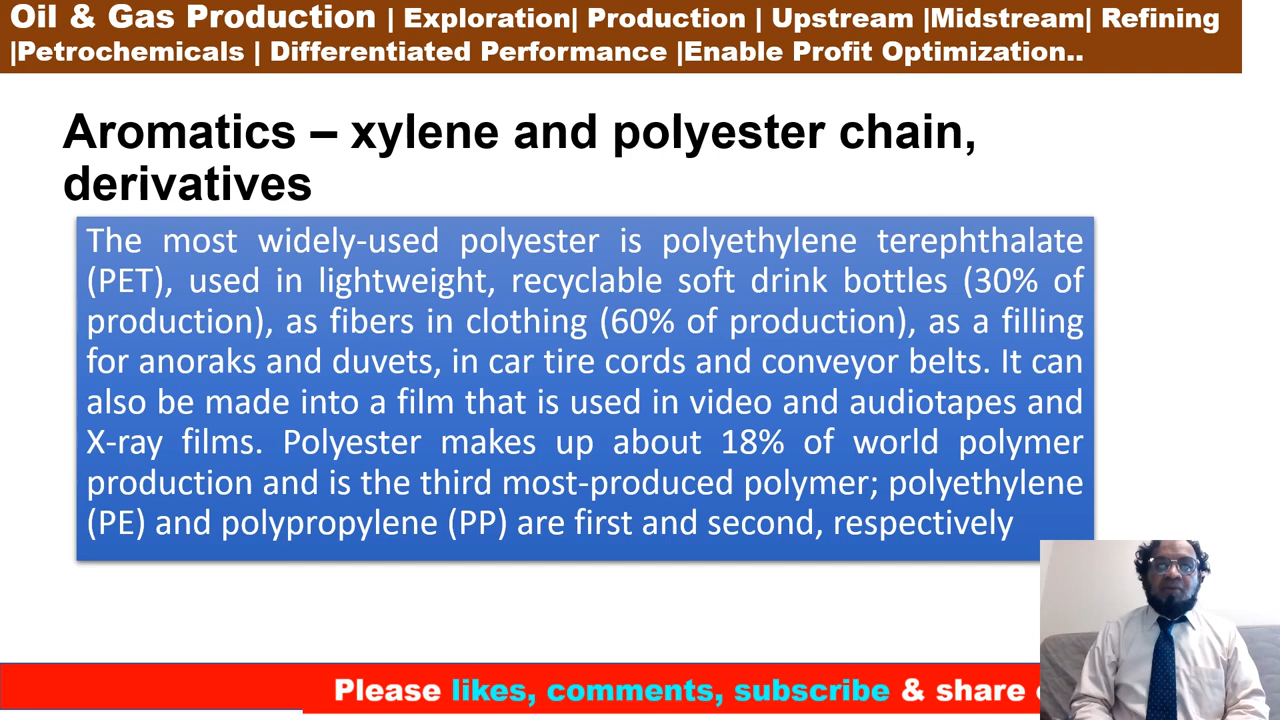 Oil & Gas Production | Exploration| Production | Upstream |Midstream| Refining
|Petrochemicals | Differentiated Performance |Enable Profit Optimization..
Aromatics – xylene and polyester chain,
derivatives
The most widely-used polyester is polyethylene terephthalate
(PET), used in lightweight, recyclable soft drink bottles (30% of
production), as fibers in clothing (60% of production), as a filling
for anoraks and duvets, in car tire cords and conveyor belts. It can
also be made into a film that is used in video and audiotapes and
X-ray films. Polyester makes up about 18% of world polymer
production and is the third most-produced polymer; polyethylene
(PE) and polypropylene (PP) are first and second, respectively
Please likes, comments, subscribe & share